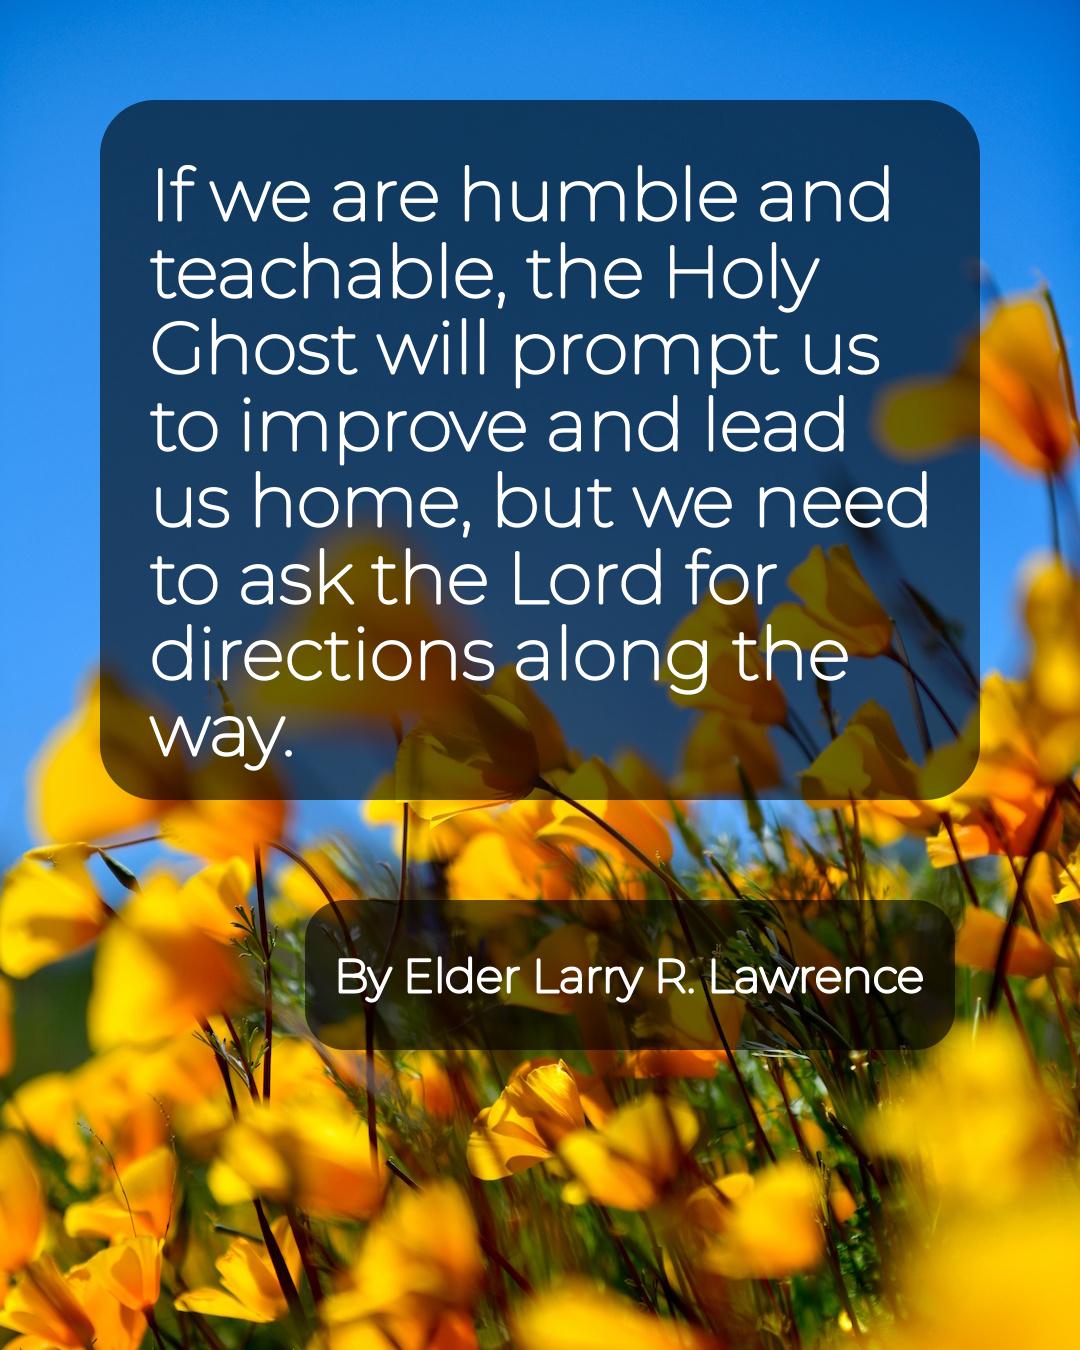 If we are humble and
teachable, the Holy
Ghost will prompt us
to improve and lead
us home, but we need
to ask the Lord for
directions along the
way.
By Elder Larry R. Lawrence